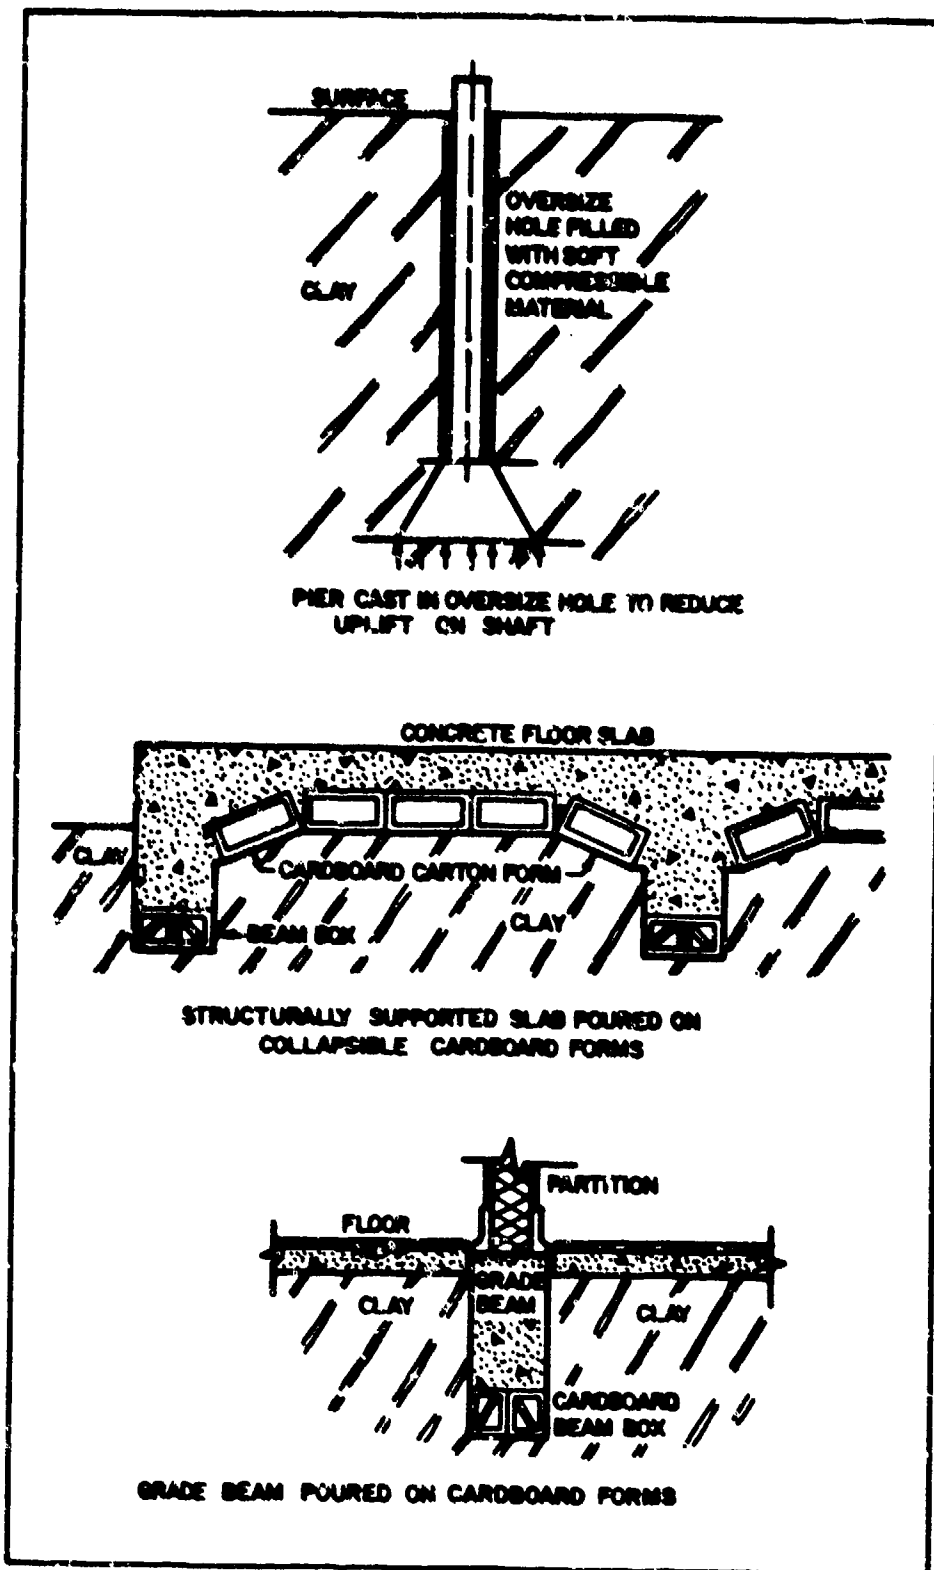 SURFACE
OVERSIZE
HOLE FILLED
WITH SOFT
COMPRESSIBLE
MATERIAL
CLAY
PIER CAST IN OVERSIZE HOLE TO REDUCE
UPLIFT ON SHAFT
CONCRETE FLOOR SLAB
CLAY
CARDBOARD CARTON FORM
CLAY
BEAM BOX
STRUCTURALLY SUPPORTED SLAB POURED ON
COLLAPSIBLE CARDBOARD FORMS
PARTITION
FLOOR
GRADE
BEAM
CLAY
CLAY
CARDBOARD
BEAM BOX
GRADE BEAM POURED ON CARDBOARD FORMS